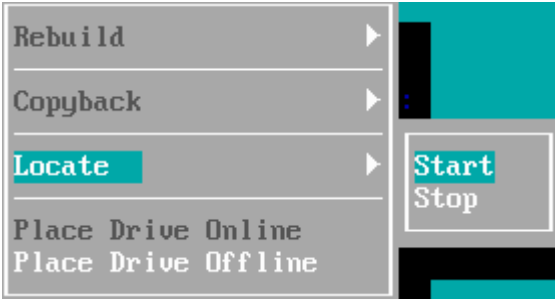 Rebuild
Copyback
:
Locate
Start
Stop
Place Drive Online
Place Drive Offline